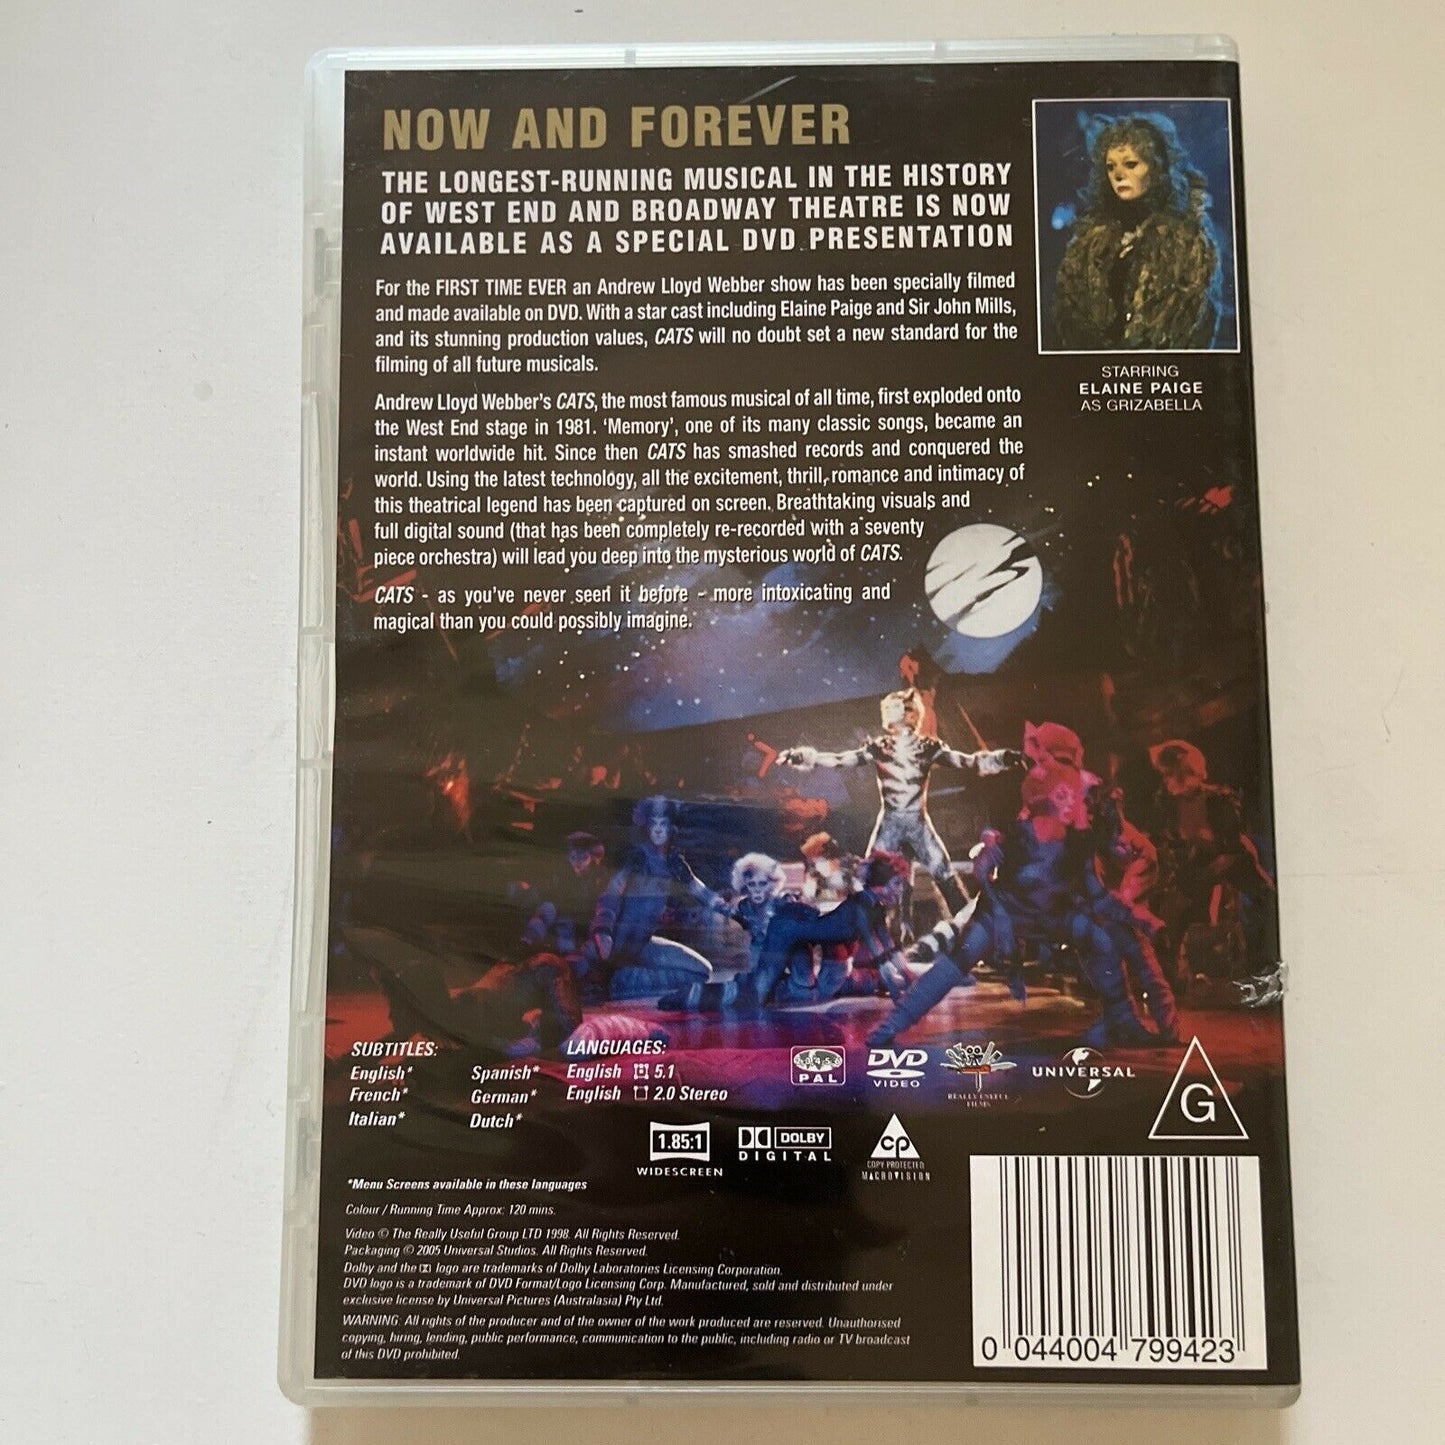 NOW AND FOREVER
THE LONGEST-RUNNING MUSICAL IN THE HISTORY
OF WEST END AND BROADWAY THEATRE IS NOW
AVAILABLE AS A SPECIAL DVD PRESENTATION
For the FIRST TIME EVER an Andrew Lloyd Webber show has been specially filmed
and made available on DVD. With a star cast including Elaine Paige and Sir John Mills,
and its stunning production values, CATS will no doubt set a new standard for the
filming of all future musicals.
Andrew Lloyd Webber's CATS, the most famous musical of all time, first exploded onto
the West End stage in 1981. 'Memory', one of its many classic songs, became an
instant worldwide hit. Since then CATS has smashed records and conquered the
world. Using the latest technology, all the excitement, thrill, romance and intimacy of
this theatrical legend has been captured on screen. Breathtaking visuals and
full digital sound (that has been completely re-recorded with a seventy
piece orchestra) will lead you deep into the mysterious world of CATS.
CATS - as you've never seen it before - more intoxicating and
magical than you could possibly imagine.
STARRING
ELAINE PAIGE
AS GRIZABELLA
SUBTITLES:
English* Spanish*
French* German*
Italian* Dutch*
LANGUAGES:
English 5.1
English 2.0 Stereo
PAL
DVD
VIDEO
REALLY USEFUL
FILMS
UNIVERSAL
G
1.85:1
WIDESCREEN
DOLBY
DIGITAL
CP
COPY PROTECTED
MACROVISION
*Menu Screens available in these languages
Colour / Running Time Approx: 120 mins.
Video © The Really Useful Group LTD 1998. All Rights Reserved.
Packaging © 2005 Universal Studios. All Rights Reserved.
Dolby and the logo are trademarks of Dolby Laboratories Licensing Corporation.
DVD logo is a trademark of DVD Format/Logo Licensing Corp. Manufactured, sold and distributed under
exclusive license by Universal Pictures (Australasia) Pty Ltd.
WARNING: All rights of the producer and of the owner of the work produced are reserved. Unauthorised
copying, hiring, lending, public performance, communication to the public, including radio or TV broadcast
of this DVD prohibited.
0 044004 799423